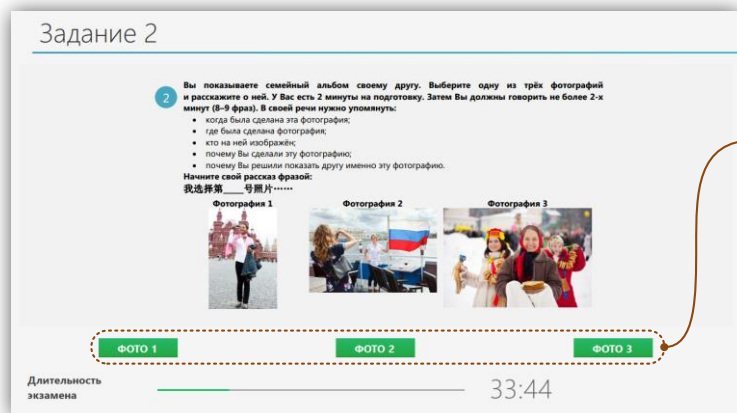 Задание 2
2
Вы показываете семейный альбом своему другу. Выберите одну из трёх фотографий
и расскажите о ней. У Вас есть 2 минуты на подготовку. Затем Вы должны говорить не более 2-х
минут (8–9 фраз). В своей речи нужно упомянуть:
• когда была сделана эта фотография;
• где была сделана фотография;
• кто на ней изображён;
• почему Вы сделали эту фотографию;
• почему Вы решили показать другу именно эту фотографию.
Начните свой рассказ фразой:
我选择第____号照片……
Фотография 1
Фотография 2
Фотография 3
ФОТО 1
ФОТО 2
ФОТО 3
Длительность
экзамена
33:44